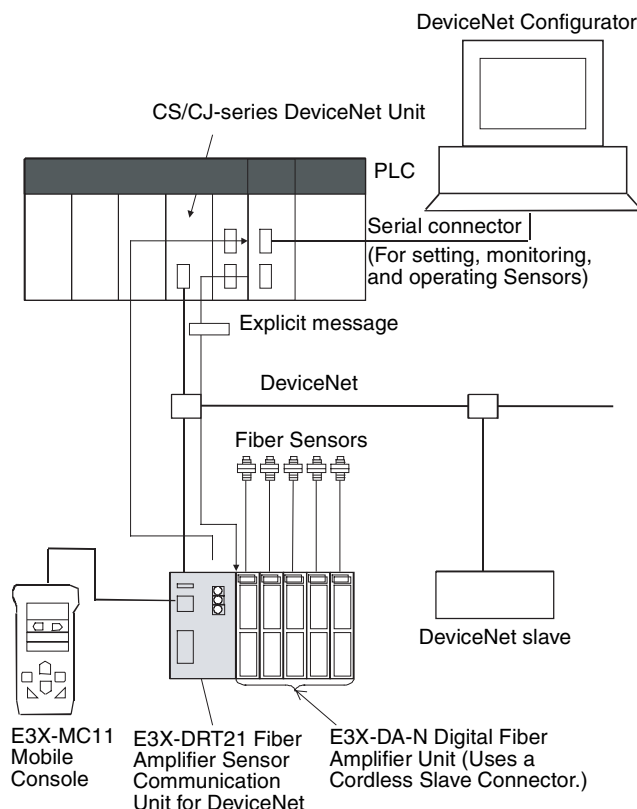 DeviceNet Configurator
CS/CJ-series DeviceNet Unit
PLC
Serial connector
(For setting, monitoring,
and operating Sensors)
Explicit message
DeviceNet
Fiber Sensors
DeviceNet slave
E3X-MC11
Mobile
Console
E3X-DRT21 Fiber
Amplifier Sensor
Communication
Unit for DeviceNet
E3X-DA-N Digital Fiber
Amplifier Unit (Uses a
Cordless Slave Connector.)